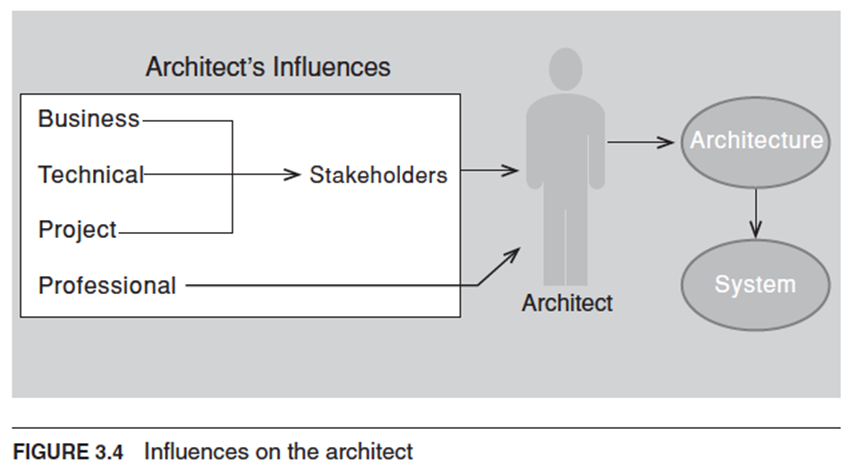 Architect's Influences
Business
Technical
Stakeholders
Project
Professional
Architect
Architecture
System
FIGURE 3.4 Influences on the architect